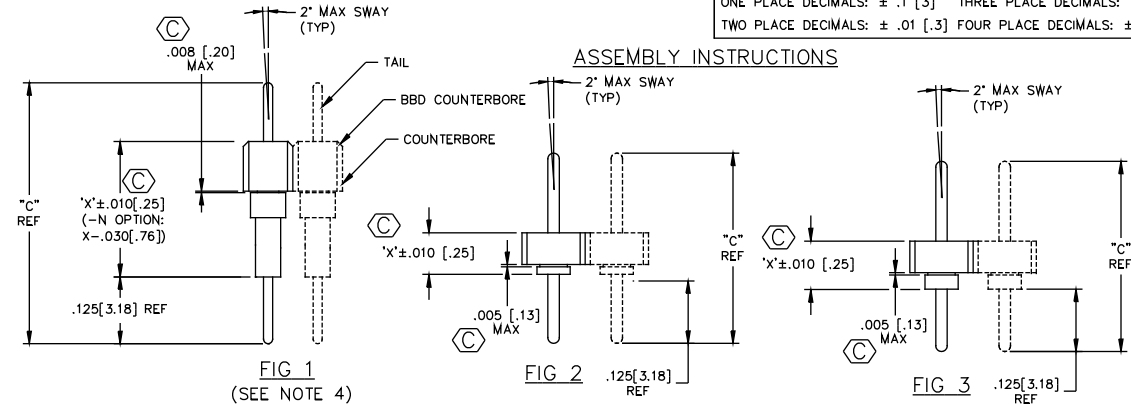 ONE PLACE DECIMALS: ± .1 [3] THREE PLACE DECIMALS:
TWO PLACE DECIMALS: ± .01 [.3] FOUR PLACE DECIMALS: ±
ASSEMBLY INSTRUCTIONS
C
.008 [.20]
MAX
2° MAX SWAY
(TYP)
TAIL
BBD COUNTERBORE
COUNTERBORE
"C"
REF
C
'X'±.010[.25]
(-N OPTION:
X-.030[.76])
.125[3.18] REF
FIG 1
(SEE NOTE 4)
2° MAX SWAY
(TYP)
C
'X'±.010 [.25]
"C"
REF
.005 [.13]
MAX
C
FIG 2
.125[3.18]
REF
2° MAX SWAY
(TYP)
C
'X'±.010 [.25]
"C"
REF
.005 [.13]
MAX
C
FIG 3
.125[3.18]
REF